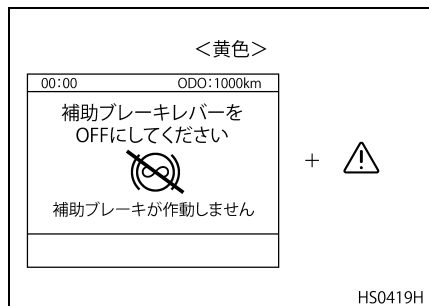 ＜黄色＞
00:00 ODO:1000km
補助ブレーキレバーを
OFFにしてください
補助ブレーキが作動しません
+
HS0419H